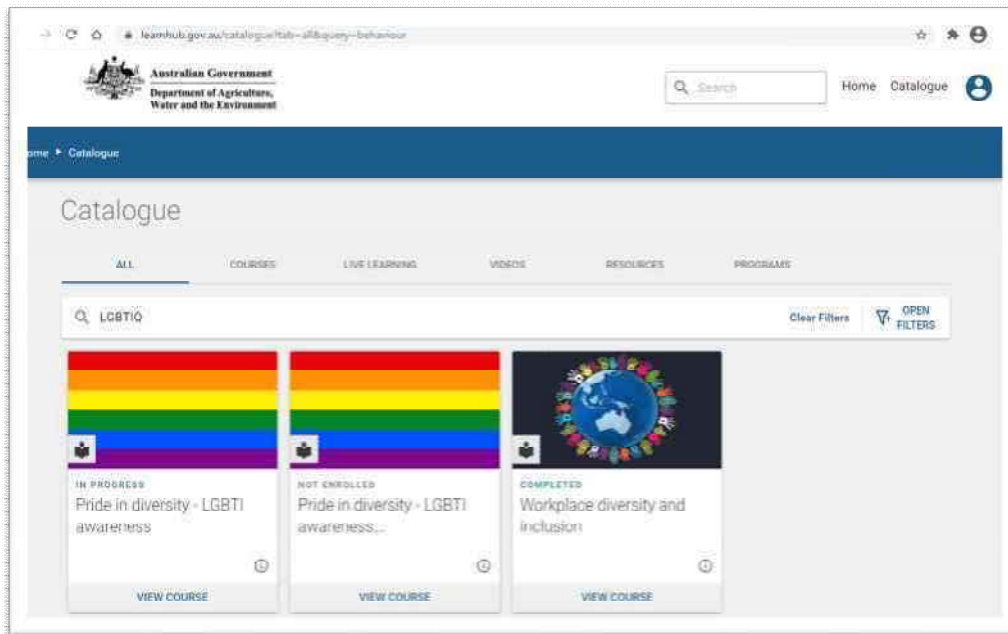 learnhub.gov.au/catalogue?tab=all&query=behaviour
Australian Government
Department of Agriculture,
Water and the Environment
Search
Home Catalogue
ome ▸ Catalogue
Catalogue
ALL COURSES LIVE LEARNING VIDEOS RESOURCES PROGRAMS
LGBTIQ Clear Filters OPEN
FILTERS
IN PROGRESS
Pride in diversity - LGBTI
awareness
VIEW COURSE
NOT ENROLLED
Pride in diversity - LGBTI
awareness...
VIEW COURSE
COMPLETED
Workplace diversity and
inclusion
VIEW COURSE